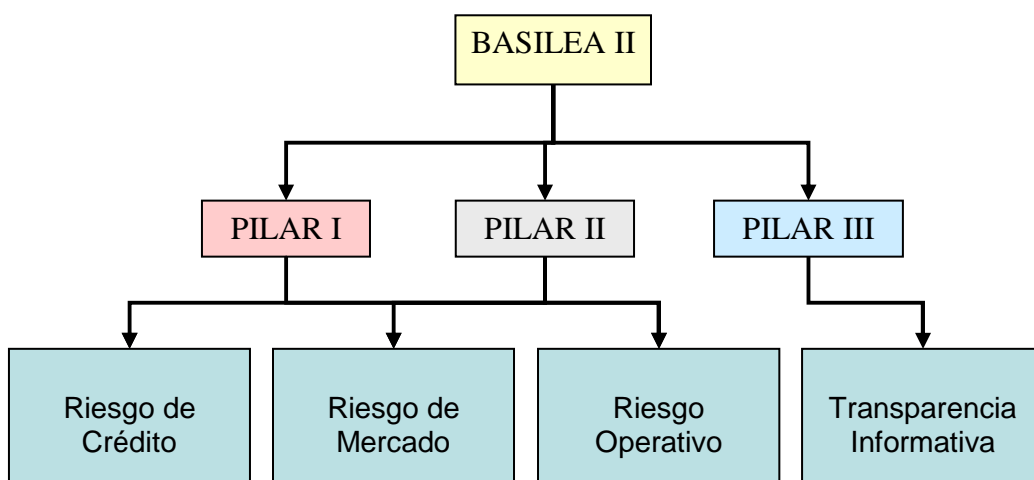 BASILEA II
PILAR I
PILAR II
PILAR III
Riesgo de
Crédito
Riesgo de
Mercado
Riesgo
Operativo
Transparencia
Informativa